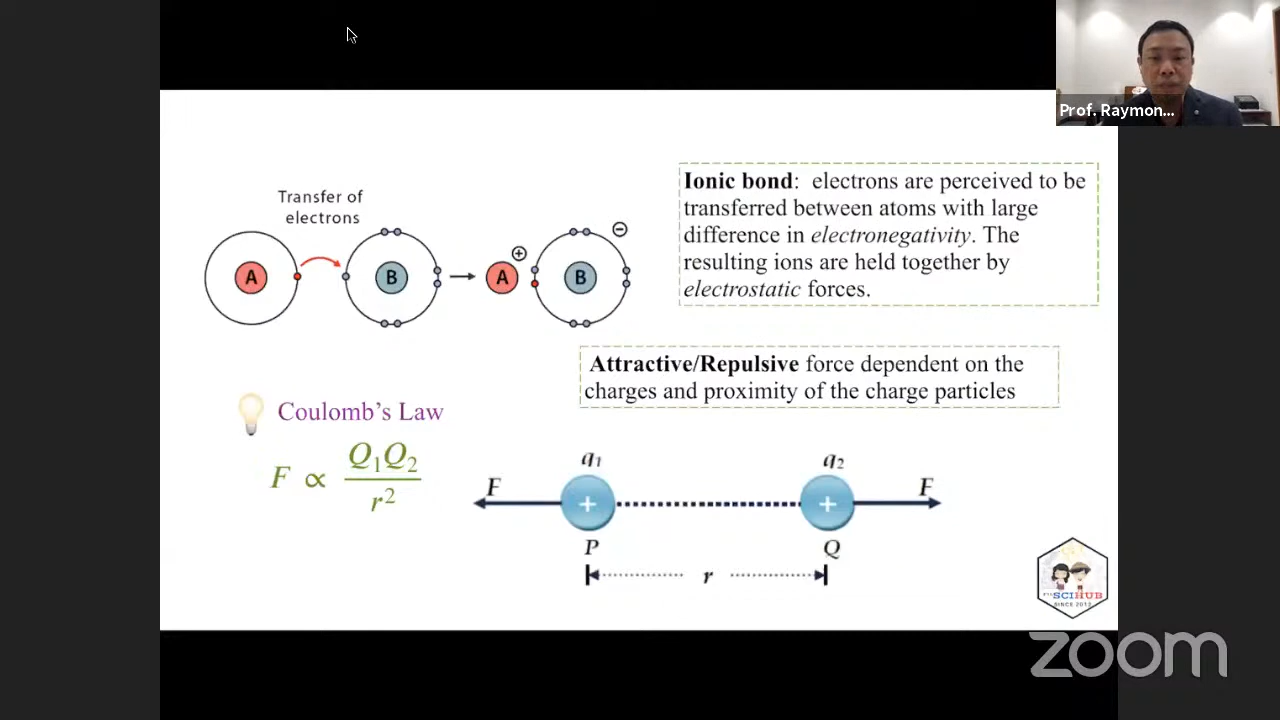 Prof. Raymon...
Transfer of
electrons
A
B
A
+
B
−
Ionic bond: electrons are perceived to be
transferred between atoms with large
difference in electronegativity. The
resulting ions are held together by
electrostatic forces.
Attractive/Repulsive force dependent on the
charges and proximity of the charge particles
Coulomb's Law
F ∝ Q₁Q₂ / r²
q₁
q₂
F
F
+
+
P
Q
r
SCIHUB
SINCE 2012
zoom